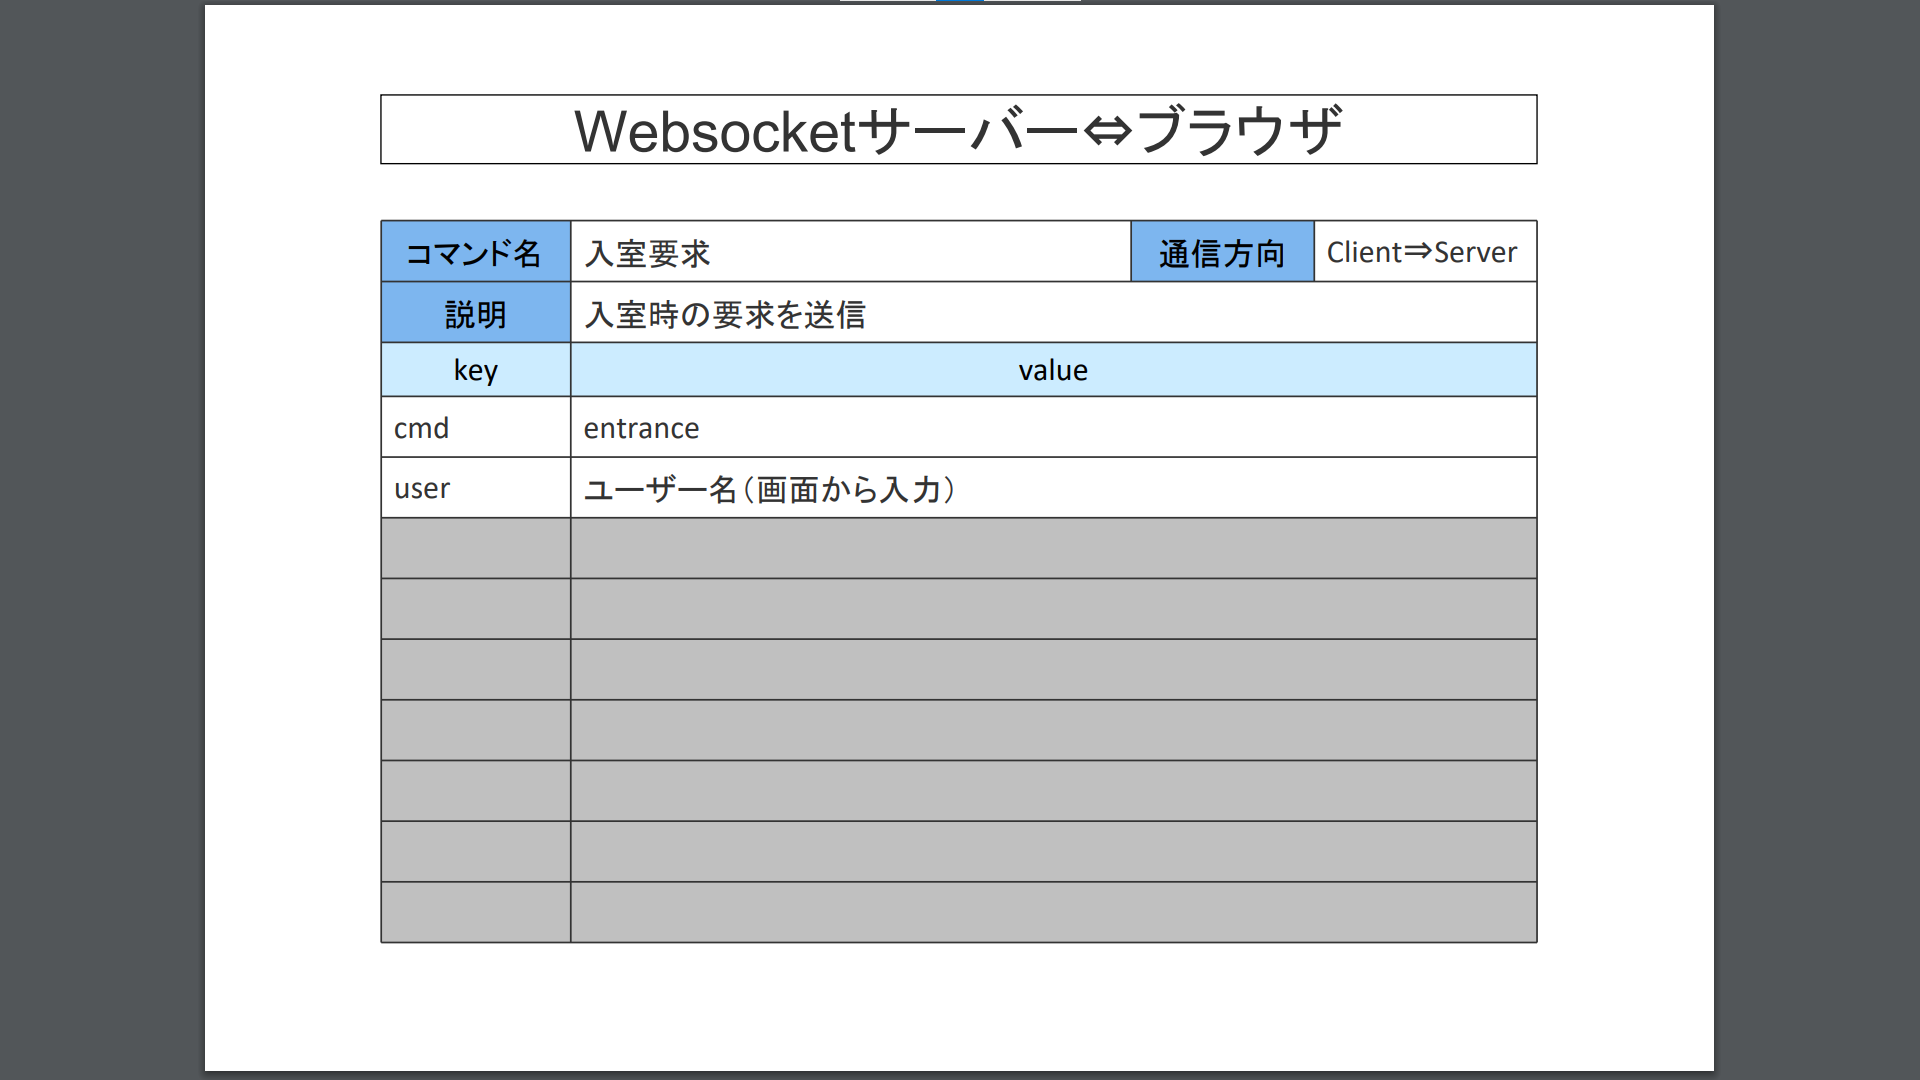 Websocketサーバー⇔ブラウザ
コマンド名 入室要求 通信方向 Client⇒Server
説明 入室時の要求を送信
key value
cmd entrance
user ユーザー名（画面から入力）